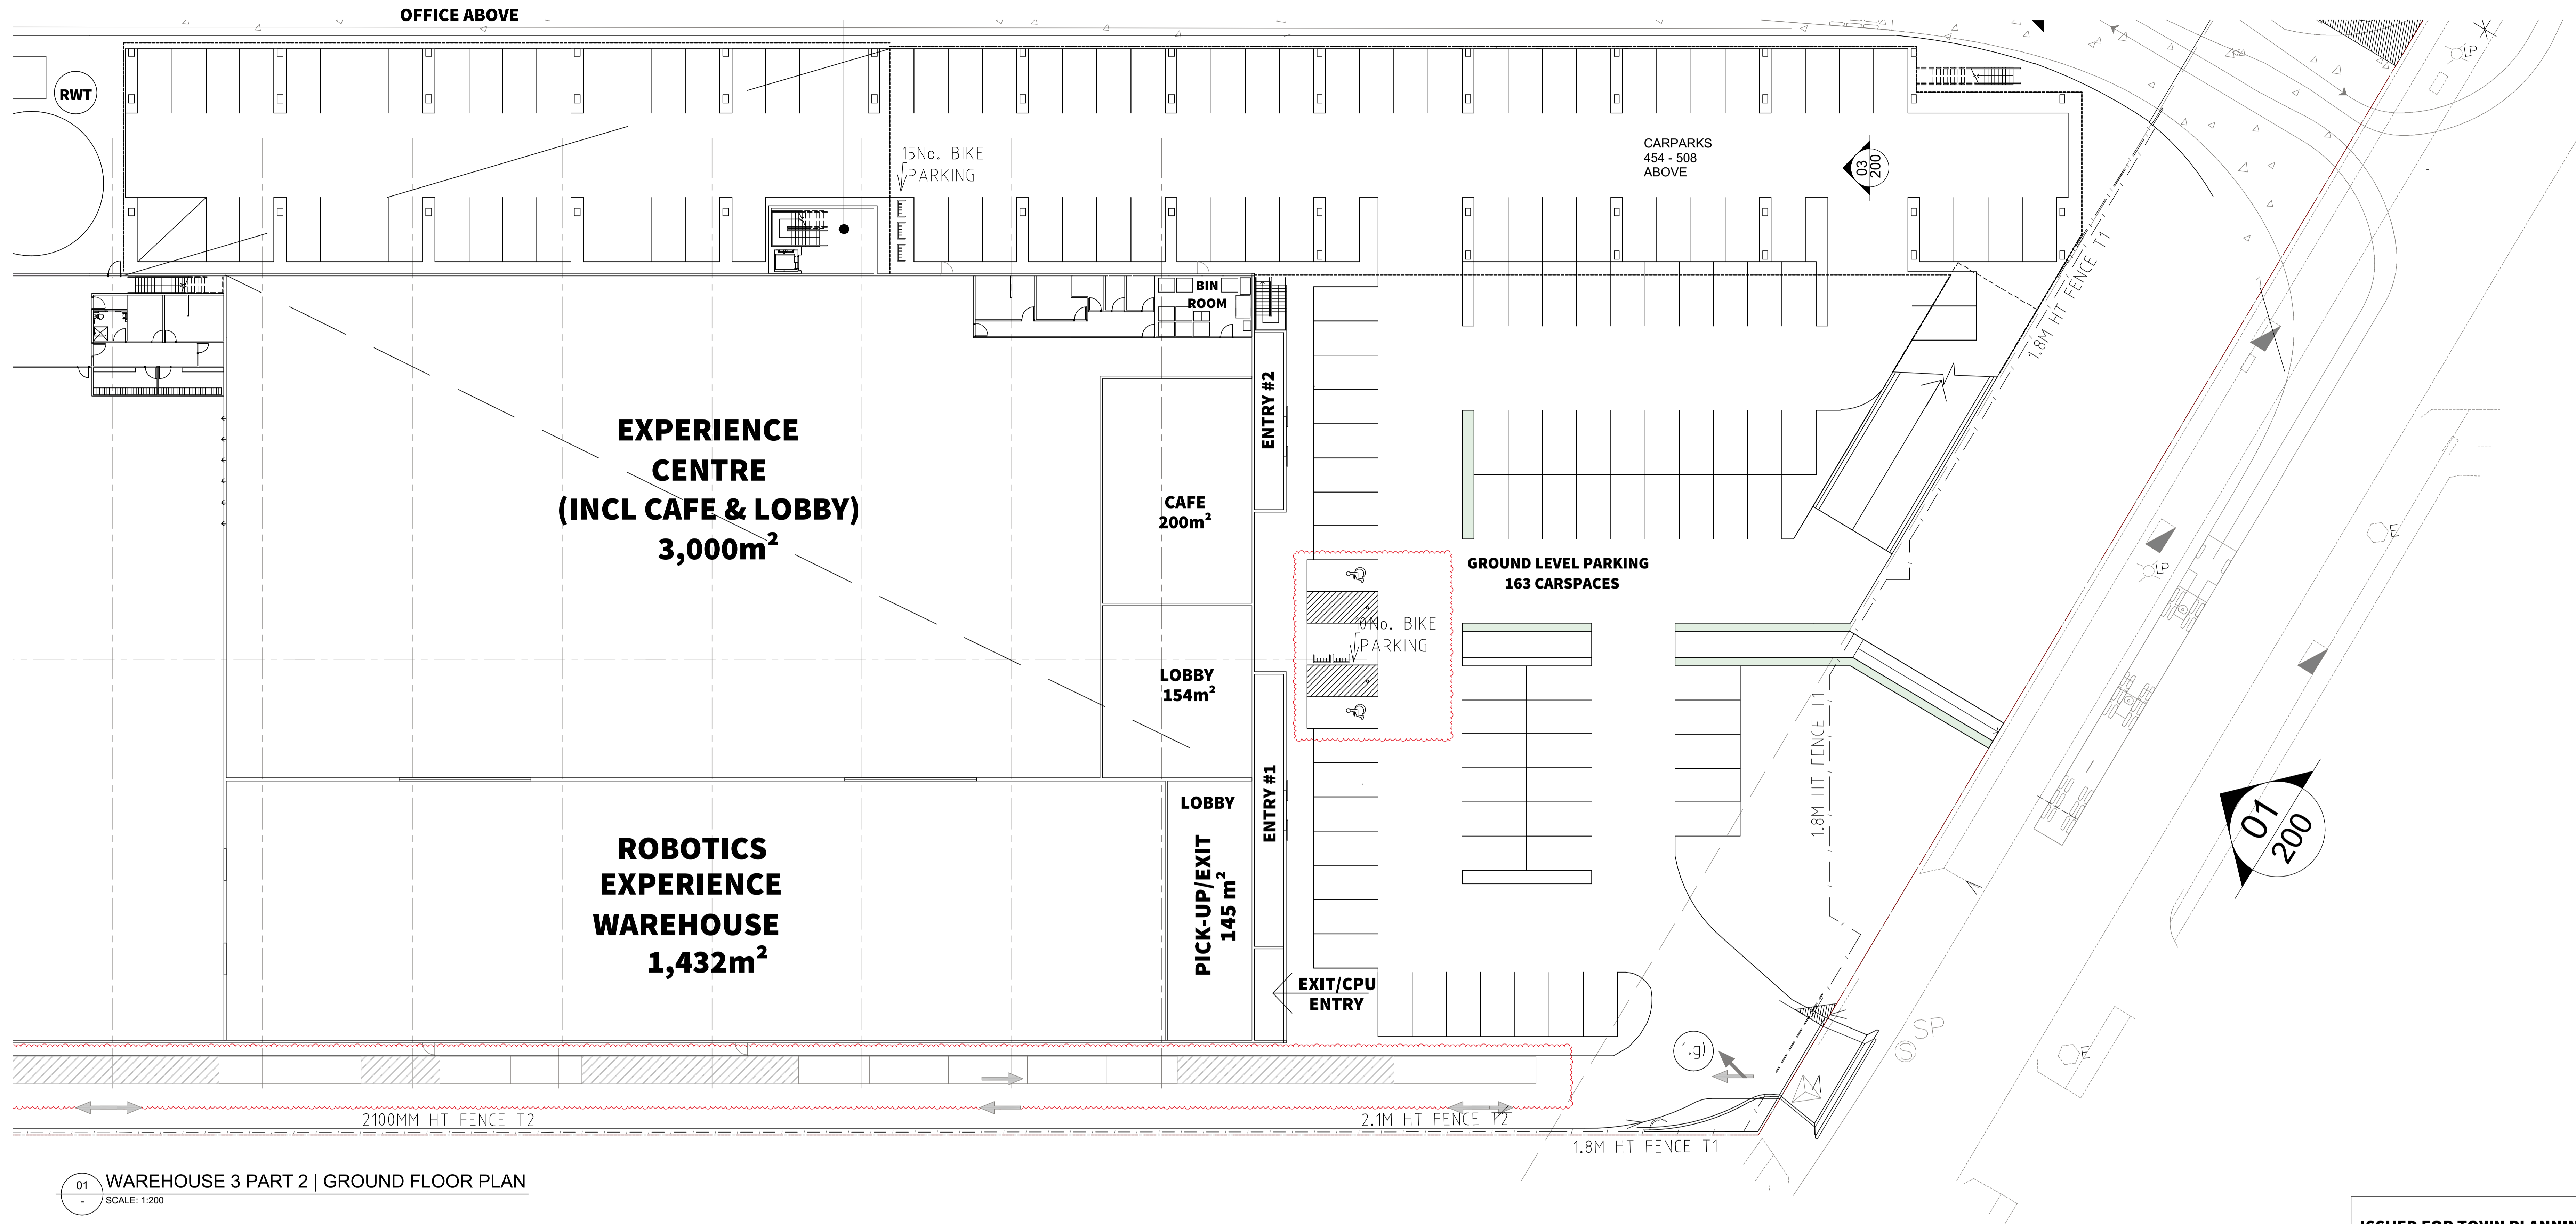 OFFICE ABOVE
RWT
LP
15No. BIKE
PARKING
CARPARKS
454 - 508
ABOVE
03
200
1.8M HT FENCE T1
BIN
ROOM
ENTRY #2
EXPERIENCE
CENTRE
(INCL CAFE & LOBBY)
3,000m²
CAFE
200m²
E
GROUND LEVEL PARKING
163 CARSPACES
LP
10No. BIKE
PARKING
LOBBY
154m²
1.8M HT FENCE T1
ENTRY #1
LOBBY
PICK-UP/EXIT
145 m²
01
200
ROBOTICS
EXPERIENCE
WAREHOUSE
1,432m²
EXIT/CPU
ENTRY
SP
S
1.g)
E
2100MM HT FENCE T2
2.1M HT FENCE T2
1.8M HT FENCE T1
01
-
WAREHOUSE 3 PART 2 | GROUND FLOOR PLAN
SCALE: 1:200